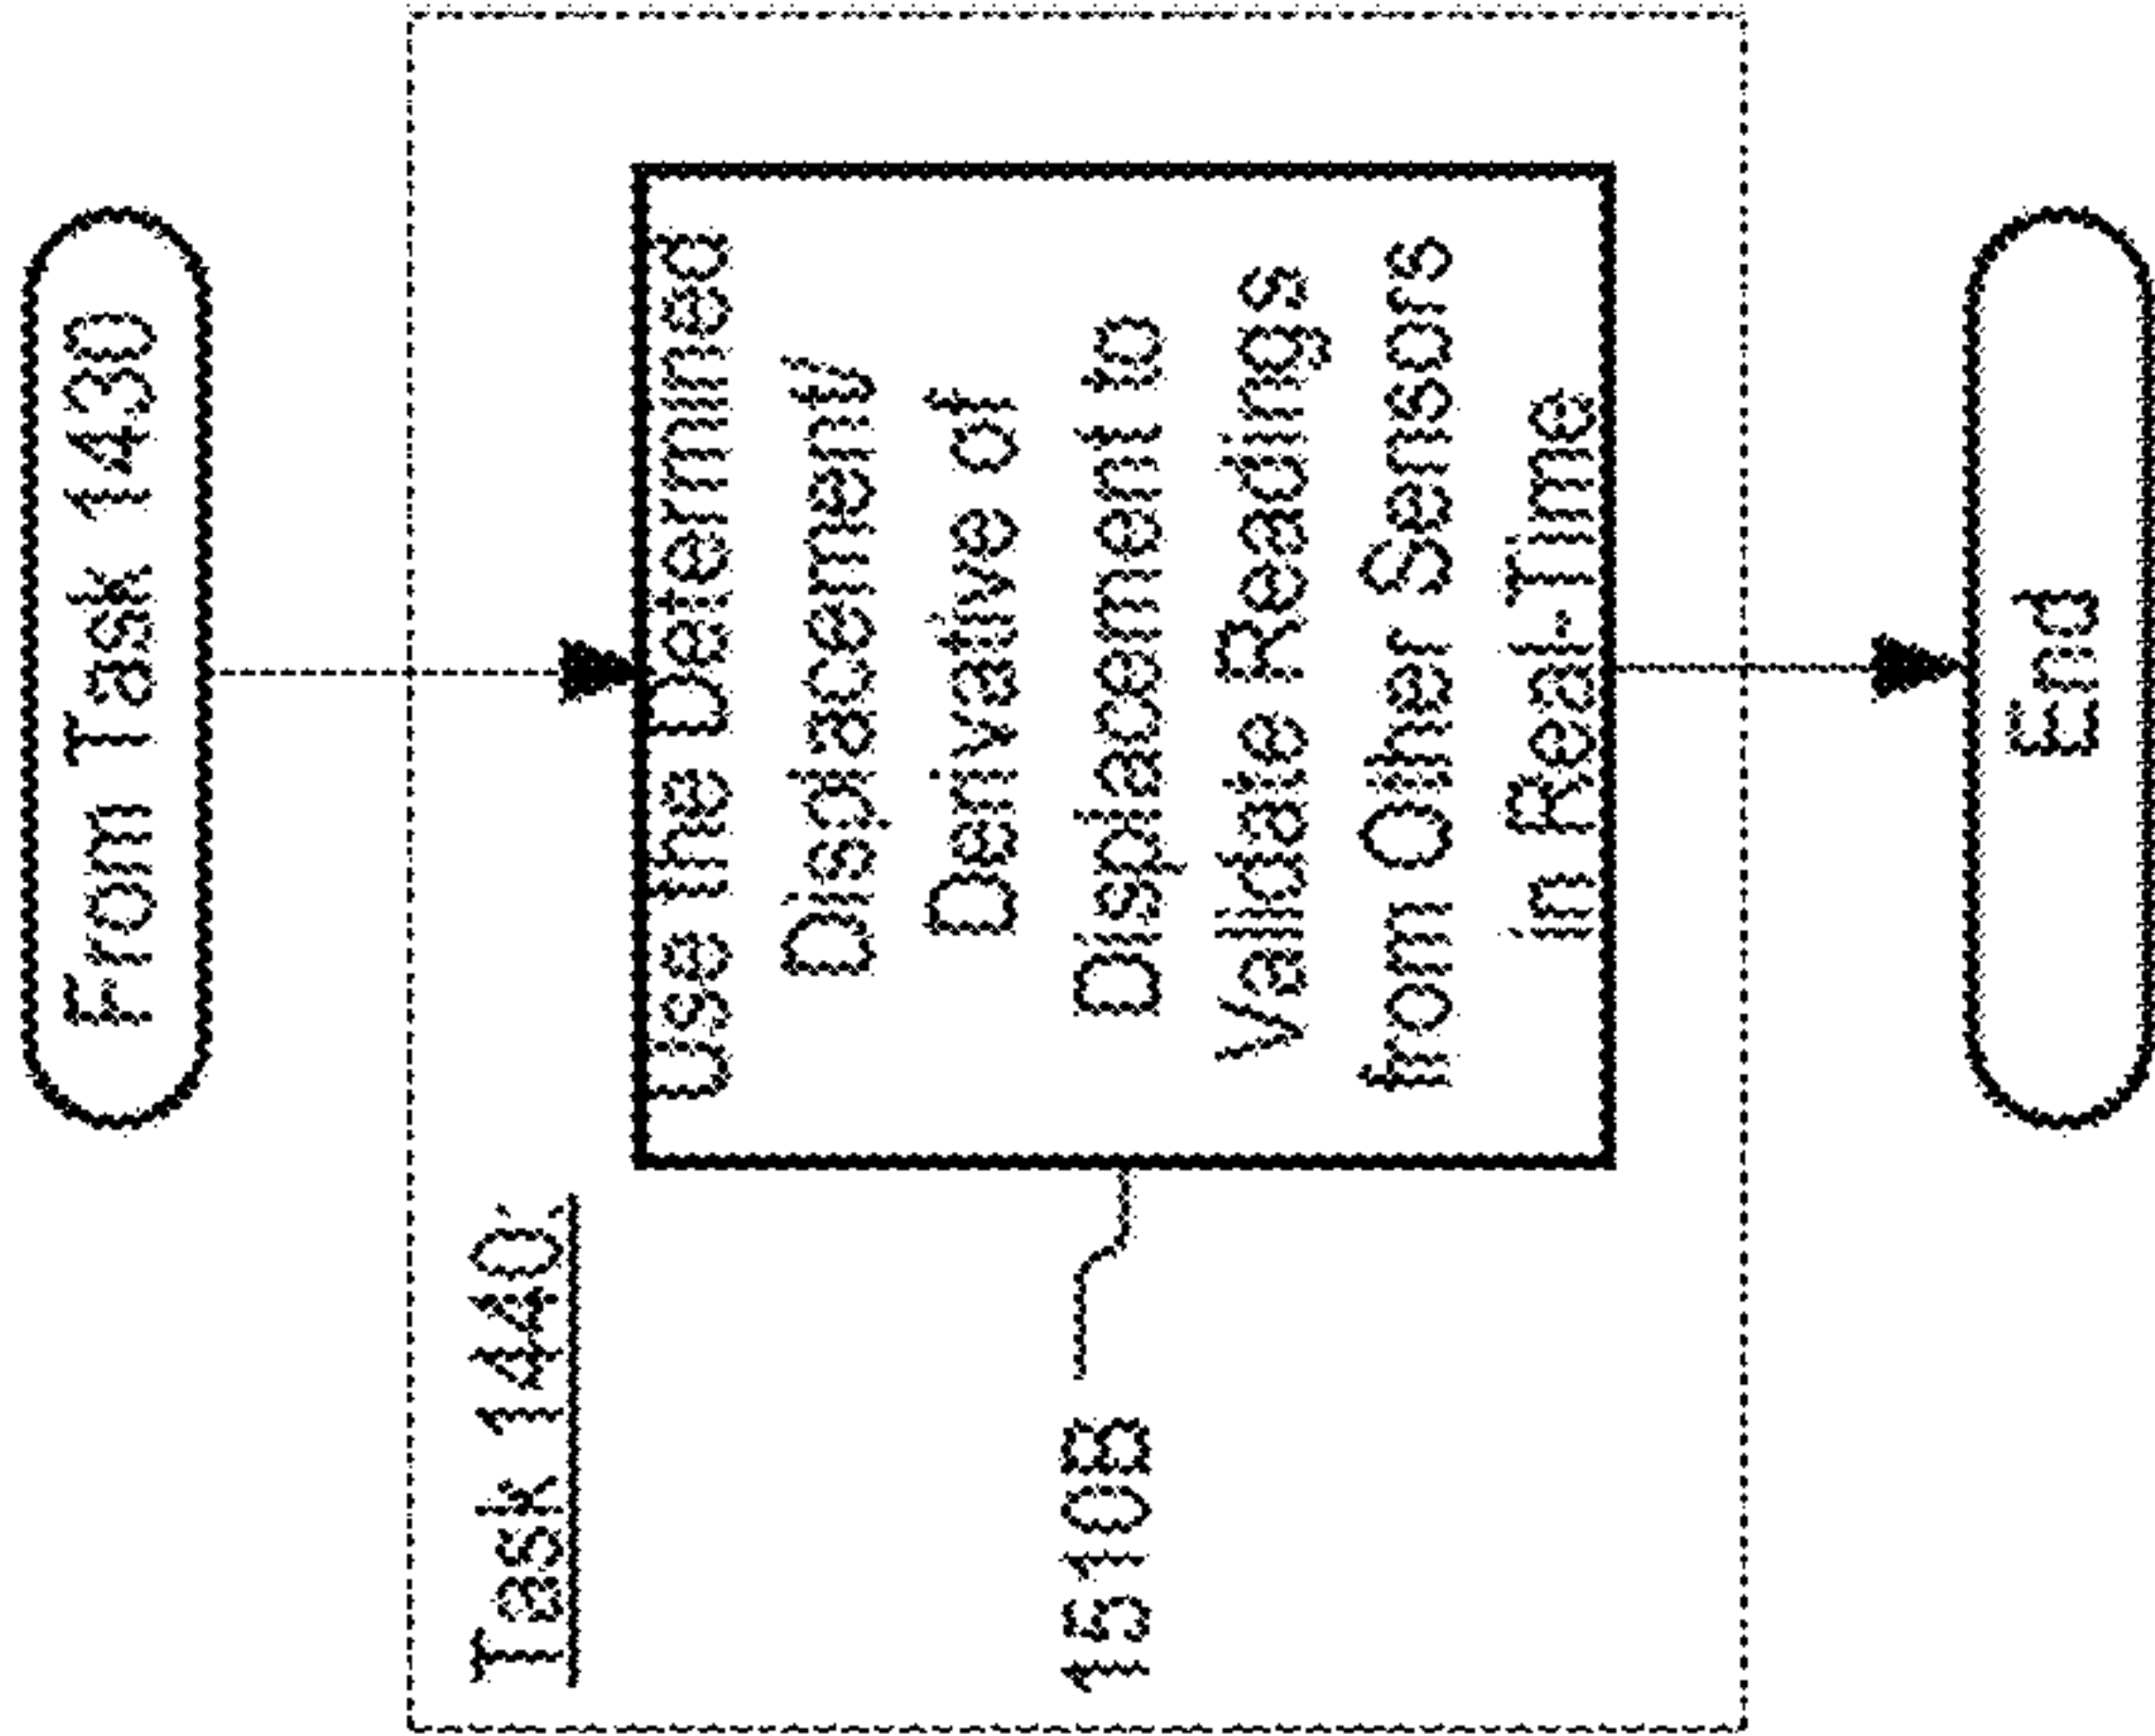 From Task 1430
Task 1440
Use the Determined
Displacement/
Derivative of
Displacement to
Validate Readings
from Other Sensors
in Real-Time
1510B
End